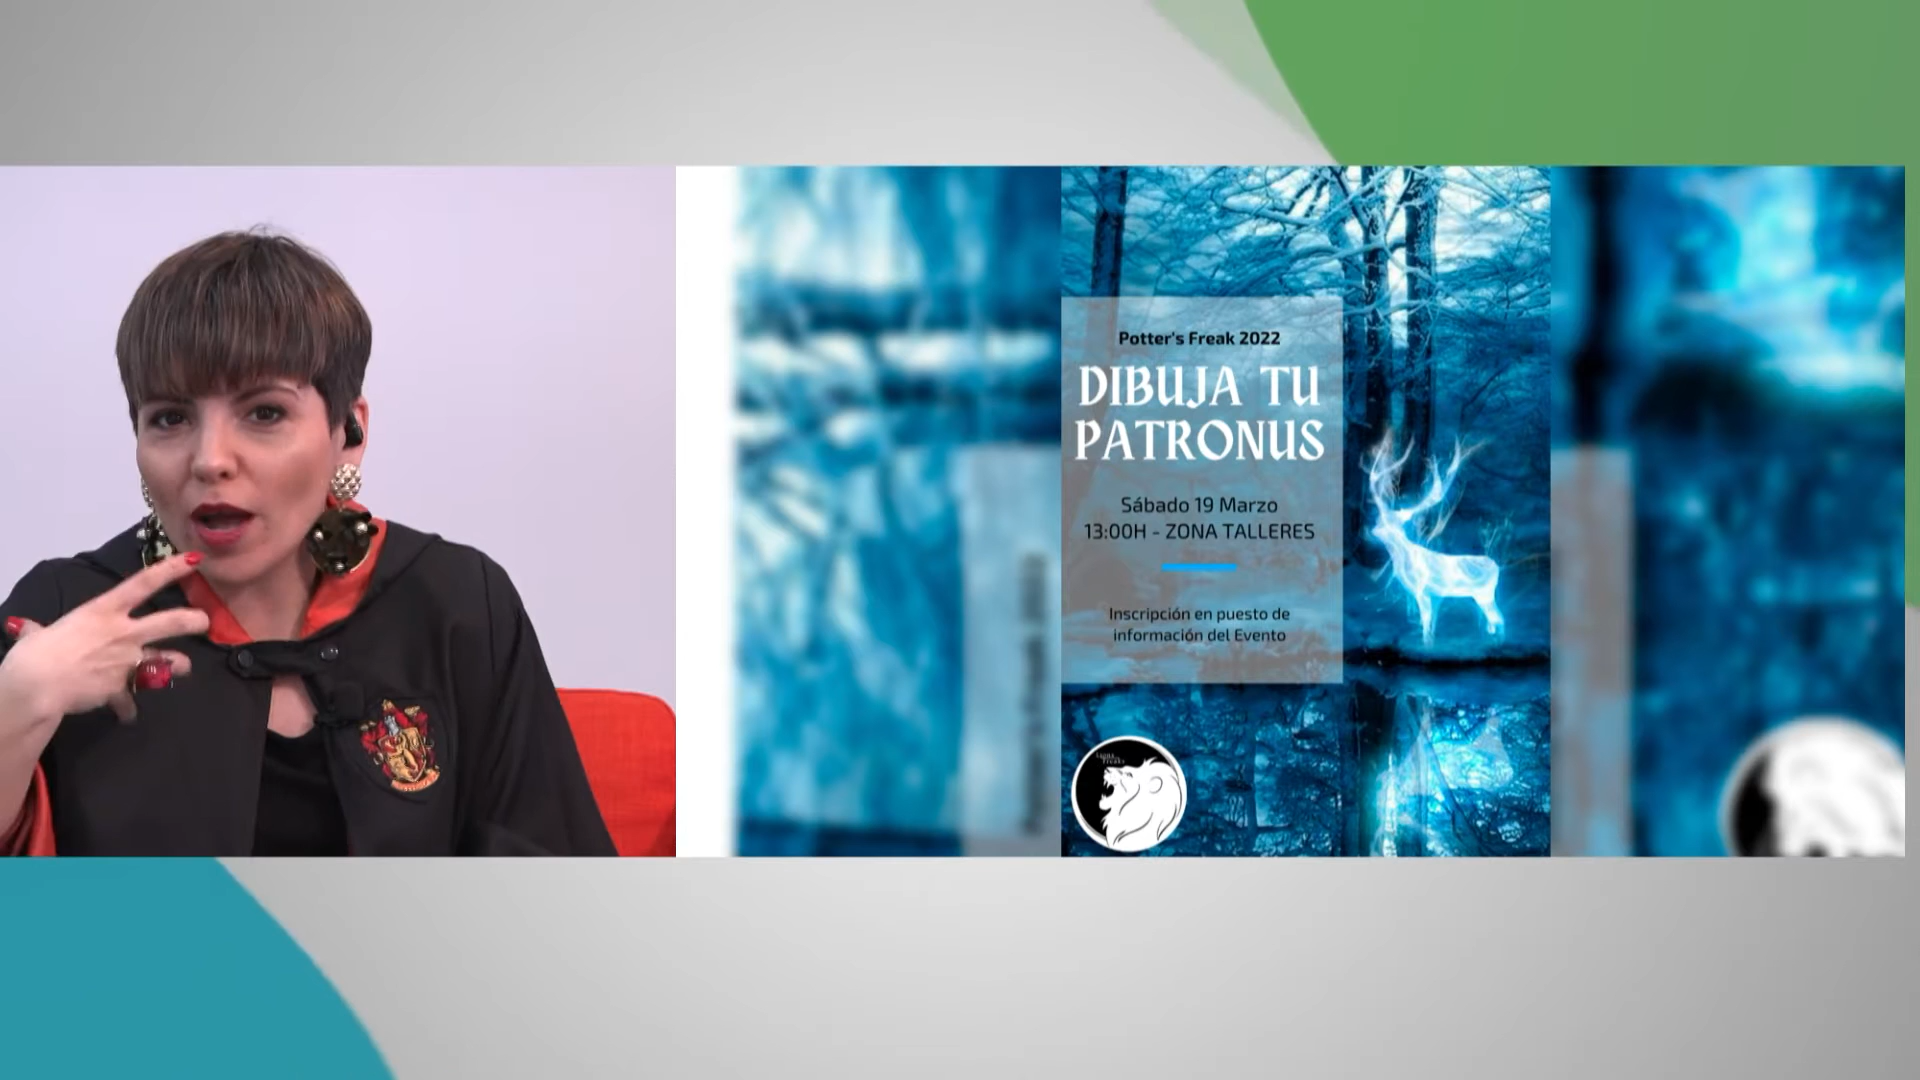 Potter's Freak 2022
DIBUJA TU
PATRONUS
Sábado 19 Marzo
13:00H - ZONA TALLERES
Inscripción en puesto de
información del Evento